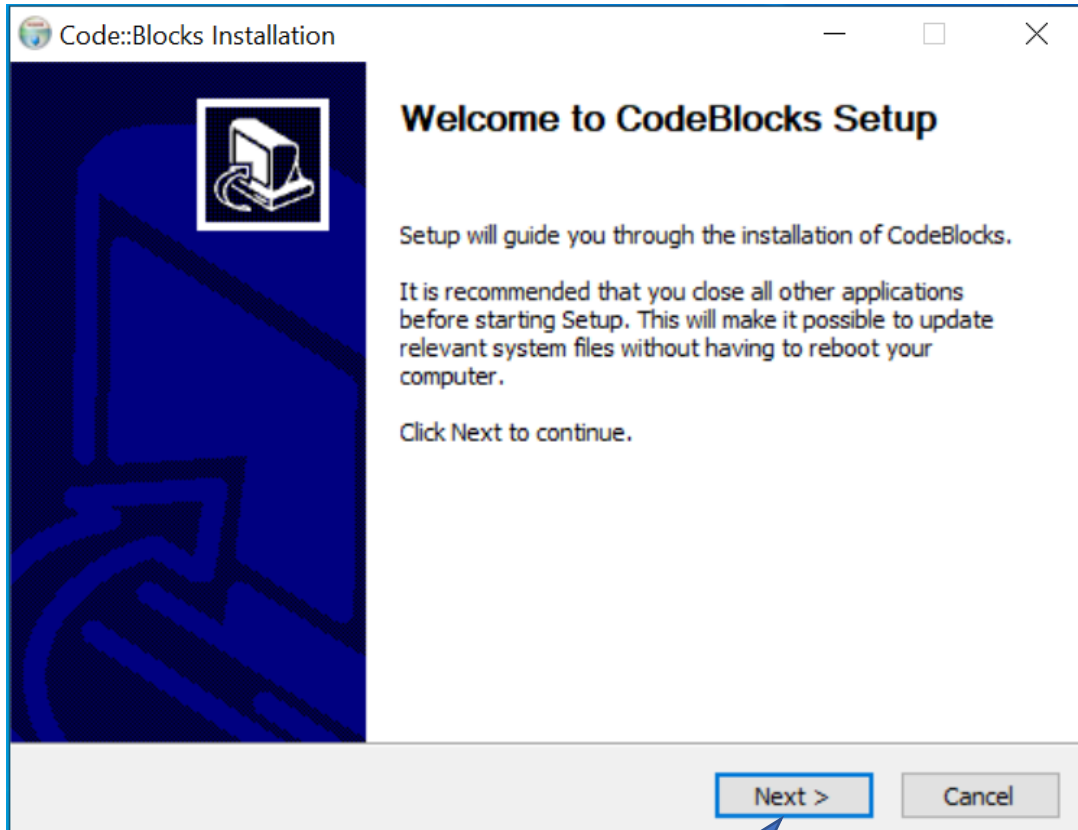 Code::Blocks Installation
Welcome to CodeBlocks Setup
Setup will guide you through the installation of CodeBlocks.
It is recommended that you close all other applications
before starting Setup. This will make it possible to update
relevant system files without having to reboot your
computer.
Click Next to continue.
Next >
Cancel